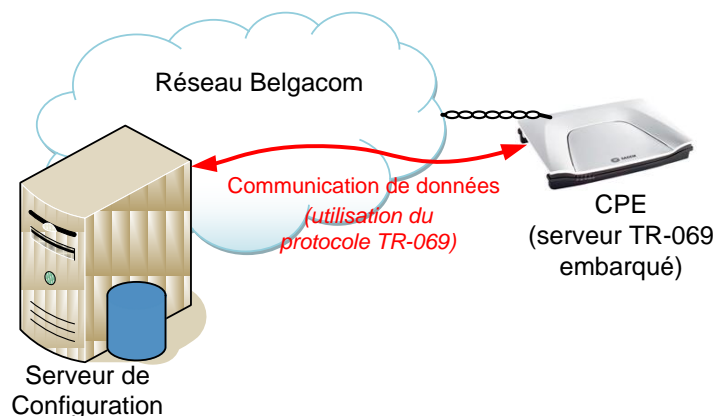 Réseau Belgacom
Communication de données
(utilisation du
protocole TR-069)
CPE
(serveur TR-069
embarqué)
Serveur de
Configuration